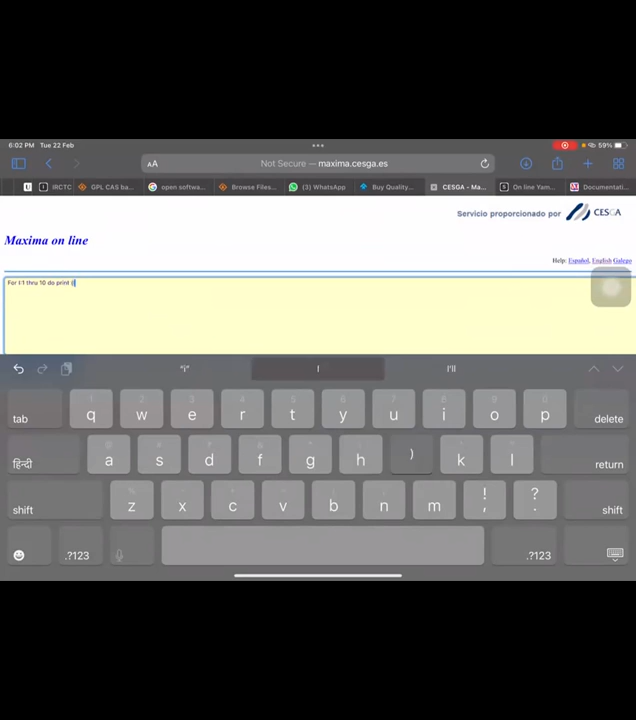 6:02 PM Tue 22 Feb
59%
AA
Not Secure — maxima.cesga.es
U
IRCTC
GPL CAS ba...
open softwa...
Browse Files...
(3) WhatsApp
Buy Quality...
CESGA - Ma...
On line Yam...
Documentati...
Servicio proporcionado por CESGA
Maxima on line
Help: Español, English Galego
For I:1 thru 10 do print (i
"i" I I'll
tab q w e r t y u i o p delete
हिन्दी a s d f g h ) k l return
shift z x c v b n m ! , ? . shift
.?123 .?123